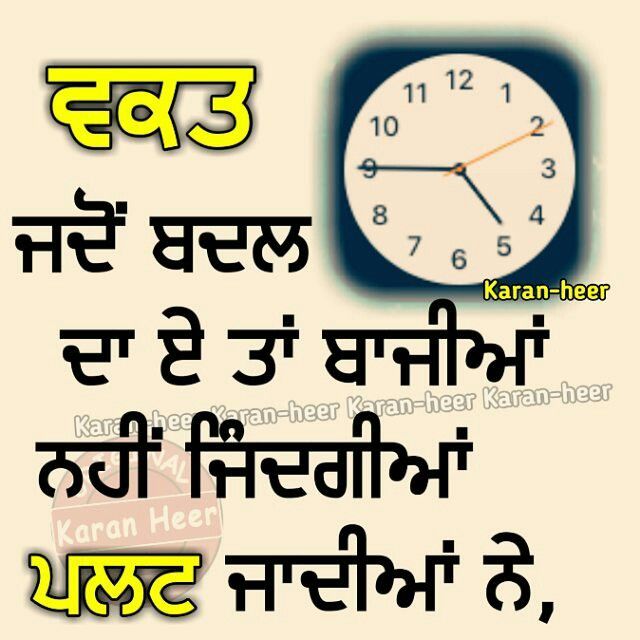 ਵਕਤ
11 12 1
10 2
9 3
8 4
7 6 5
ਜਦੋਂ ਬਦਲ
Karan-heer
ਦਾ ਏ ਤਾਂ ਬਾਜੀਆਂ
Karan-heer Karan-heer Karan-heer Karan-heer
ਨਹੀਂ ਜਿੰਦਗੀਆਂ
Karan Heer
ਪਲਟ ਜਾਦੀਆਂ ਨੇ,